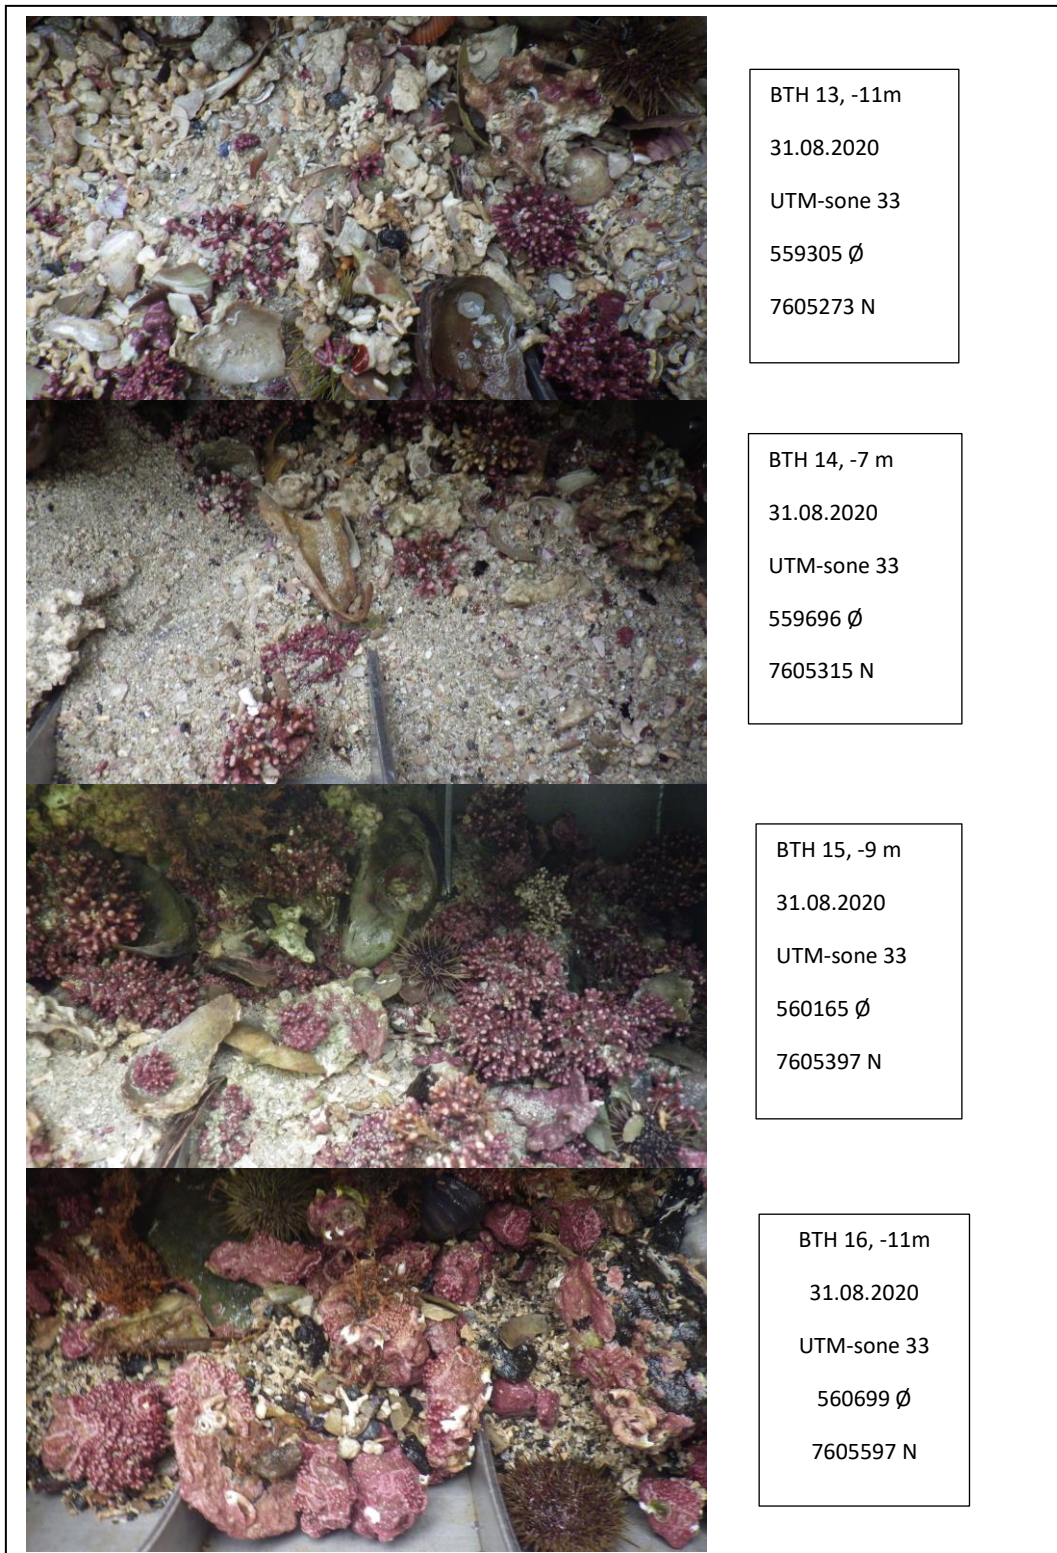 BTH 13, -11m
31.08.2020
UTM-sone 33
559305 Ø
7605273 N
BTH 14, -7 m
31.08.2020
UTM-sone 33
559696 Ø
7605315 N
BTH 15, -9 m
31.08.2020
UTM-sone 33
560165 Ø
7605397 N
BTH 16, -11m
31.08.2020
UTM-sone 33
560699 Ø
7605597 N